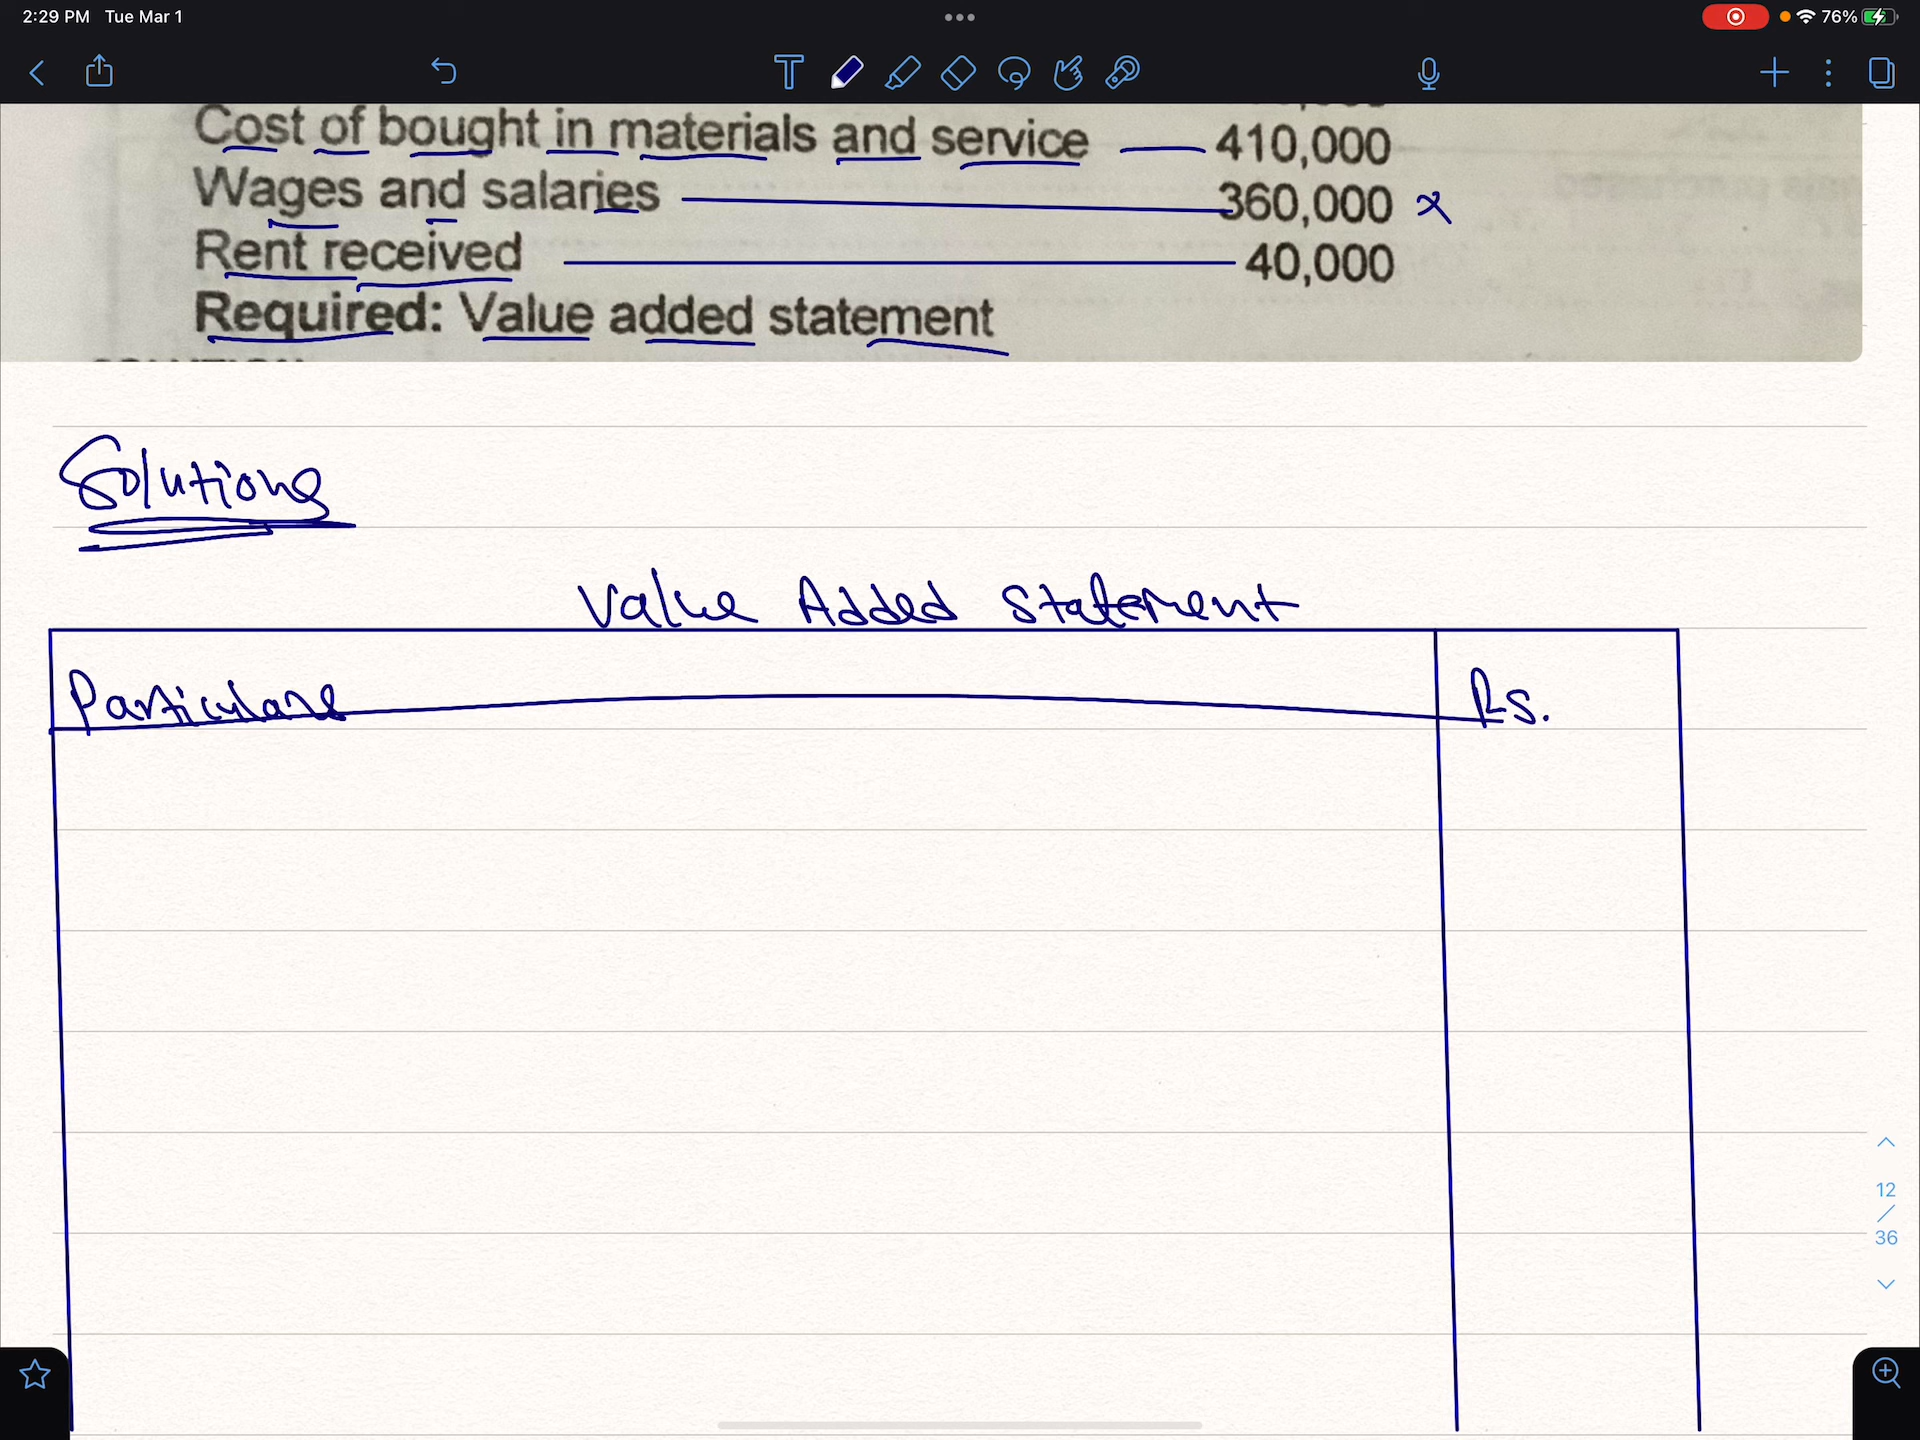 2:29 PM Tue Mar 1
76%
Cost of bought in materials and service 410,000
Wages and salaries 360,000 x
Rent received 40,000
Required: Value added statement
Solutions
Value Added Statement
Particulars Rs.
12
/
36